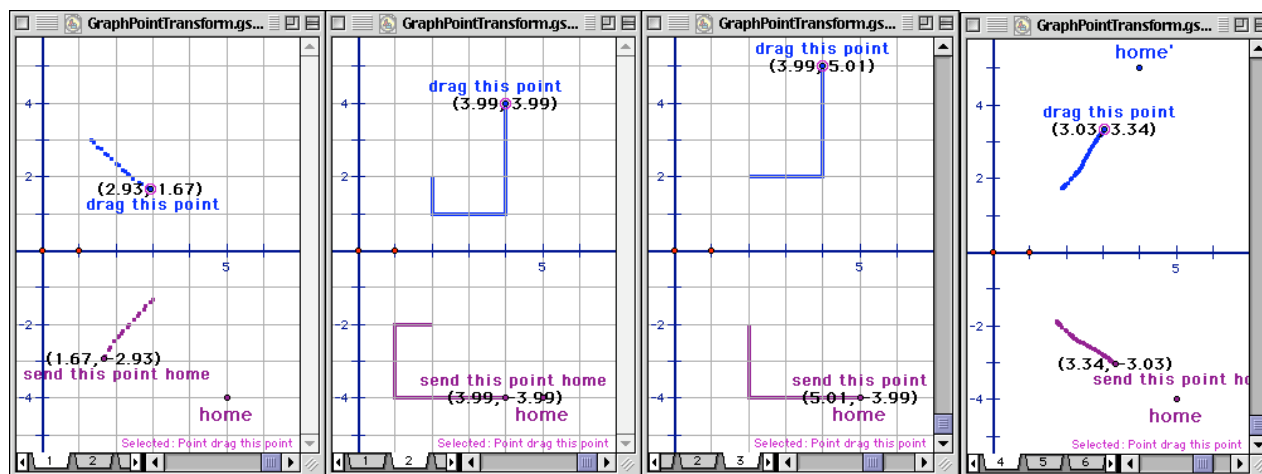 GraphPointTransform.gs...
4
2
(2.93, 1.67)
drag this point
5
-2
(1.67, -2.93)
send this point home
-4
home
Selected: Point drag this point
1
2
GraphPointTransform.gs...
drag this point
(3.99, 3.99)
4
2
5
-2
send this point home
-4
(3.99, -3.99)
home
Selected: Point drag this point
1
2
GraphPointTransform.gs...
drag this point
(3.99, 5.01)
4
2
5
-2
send this point
-4
(5.01, -3.99)
home
Selected: Point drag this point
2
3
GraphPointTransform.gs...
home'
4
drag this point
(3.03, 3.34)
2
5
-2
(3.34, -3.03)
send this point ho
-4
home
Selected: Point drag this point
4
5
6